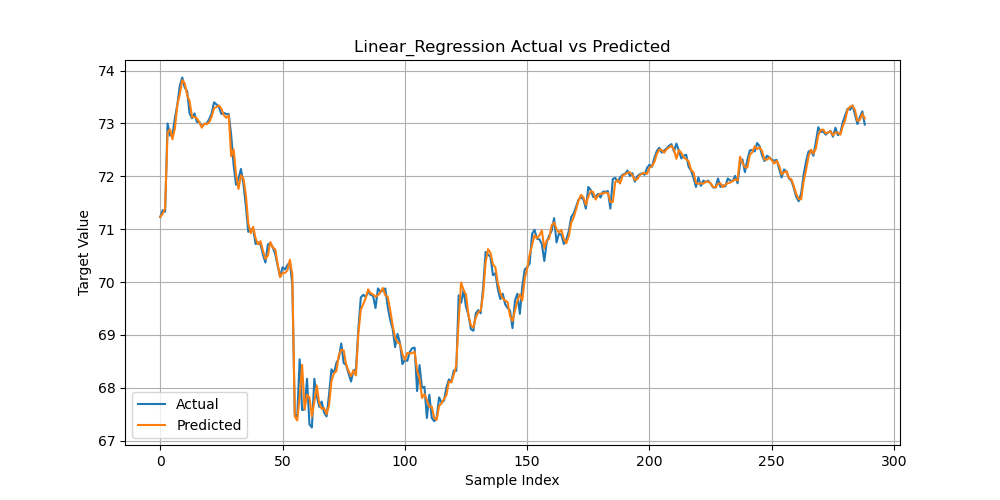 Linear_Regression Actual vs Predicted
74
73
72
71
70
69
68
67
Target Value
Actual
Predicted
0 50 100 150 200 250 300
Sample Index